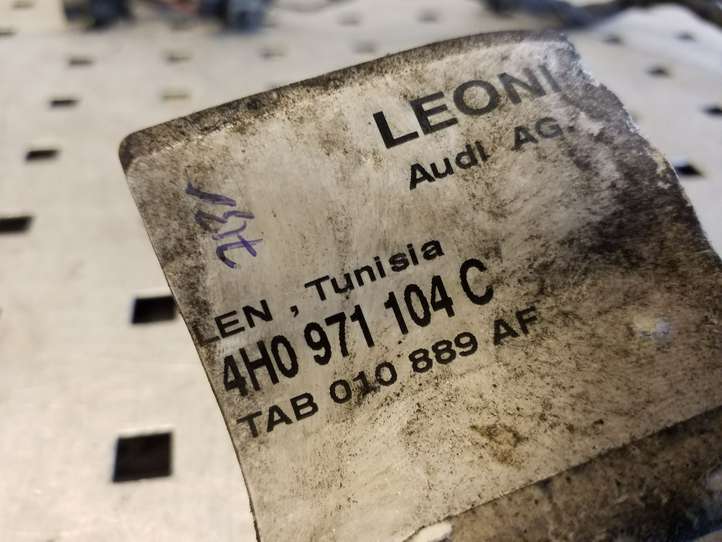 LEONI
Audi AG
LEN , Tunisia
4H0 971 104 C
TAB 010 889 AF